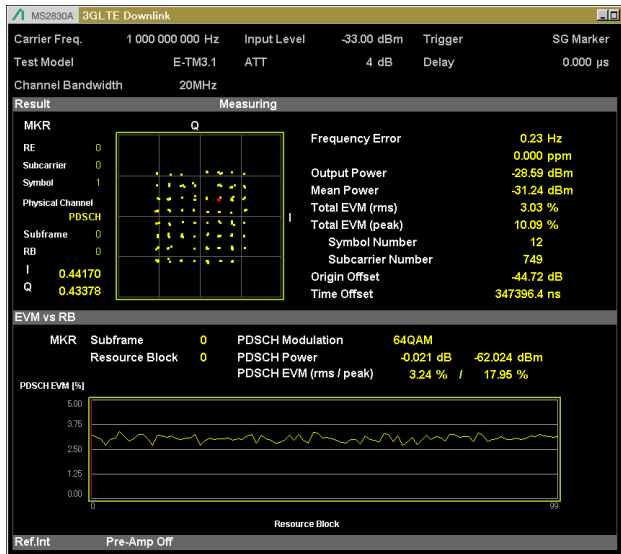 MS2830A 3GLTE Downlink
Carrier Freq. 1 000 000 000 Hz Input Level -33.00 dBm Trigger SG Marker
Test Model E-TM3.1 ATT 4 dB Delay 0.000 µs
Channel Bandwidth 20MHz
Result Measuring
MKR Q
RE 0
Subcarrier 0
Symbol 1
Physical Channel
PDSCH
Subframe 0
RB 0
I 0.44170
Q 0.43378
I
Frequency Error 0.23 Hz
0.000 ppm
Output Power -28.59 dBm
Mean Power -31.24 dBm
Total EVM (rms) 3.03 %
Total EVM (peak) 10.09 %
Symbol Number 12
Subcarrier Number 749
Origin Offset -44.72 dB
Time Offset 347396.4 ns
EVM vs RB
MKR Subframe 0 PDSCH Modulation 64QAM
Resource Block 0 PDSCH Power -0.021 dB -62.024 dBm
PDSCH EVM (rms / peak) 3.24 % / 17.95 %
PDSCH EVM [%]
5.00
3.75
2.50
1.25
0.00
0 99
Resource Block
Ref.Int Pre-Amp Off